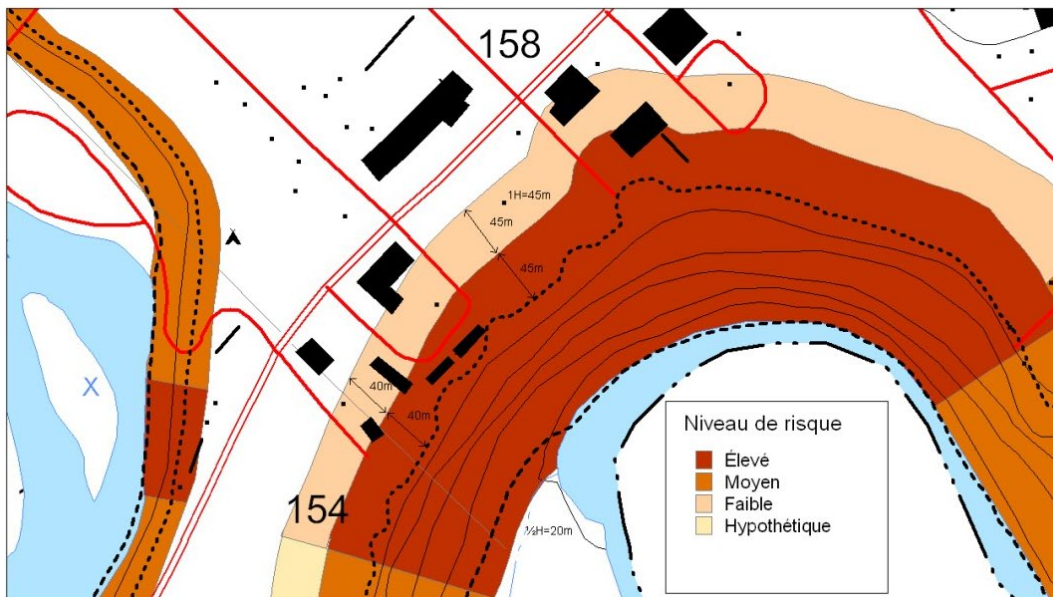 158
1H=45m
45m
45m
40m
40m
154
½H=20m
X
Niveau de risque
Élevé
Moyen
Faible
Hypothétique